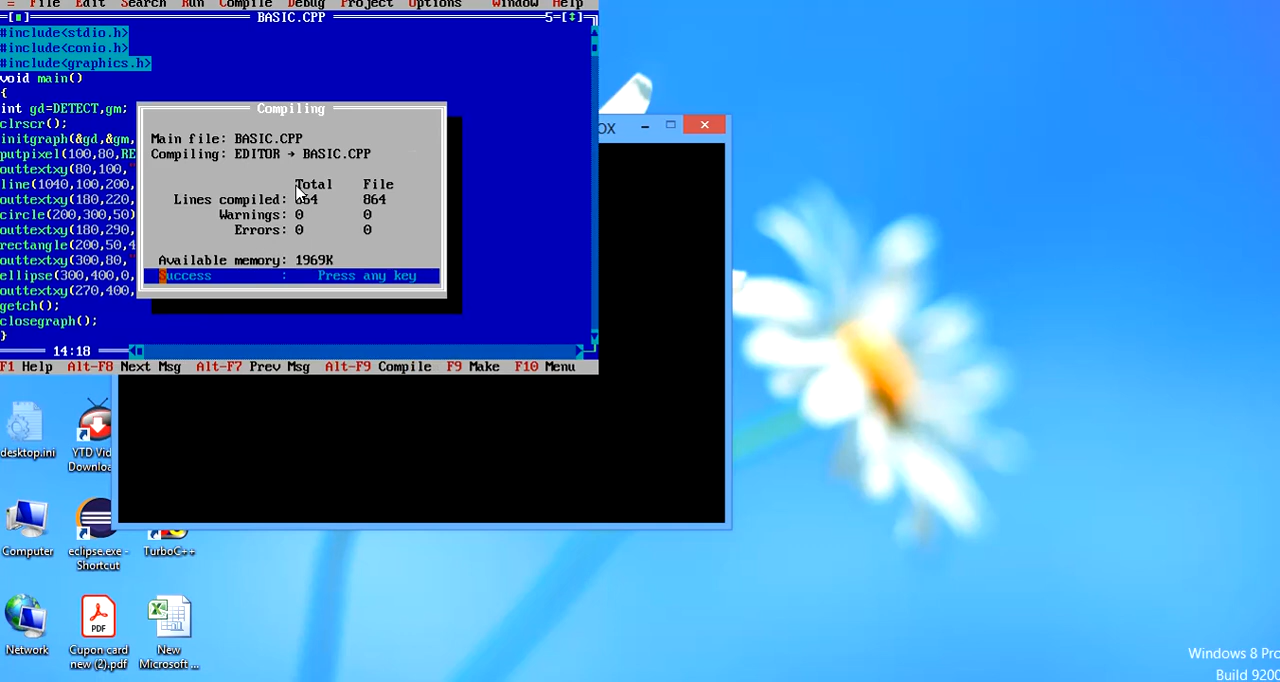 ≡ File Edit Search Run Compile Debug Project Options Window Help
BASIC.CPP
5=[↕]
#include<stdio.h>
#include<conio.h>
#include<graphics.h>
void main()
{
int gd=DETECT,gm;
clrscr();
initgraph(&gd,&gm,
putpixel(100,80,RE
outtextxy(80,100,"
line(1040,100,200,
outtextxy(180,220,
circle(200,300,50)
outtextxy(180,290,
rectangle(200,50,4
outtextxy(300,80,"
ellipse(300,400,0,
outtextxy(270,400,
getch();
closegraph();
}
14:18
Compiling
Main file: BASIC.CPP
Compiling: EDITOR → BASIC.CPP
Total File
Lines compiled: 864 864
Warnings: 0 0
Errors: 0 0
Available memory: 1969K
Success : Press any key
F1 Help Alt-F8 Next Msg Alt-F7 Prev Msg Alt-F9 Compile F9 Make F10 Menu
OX
desktop.ini
YTD Vid
Downloa
Computer
eclipse.exe -
Shortcut
TurboC++
Network
PDF
Cupon card
new (2).pdf
New
Microsoft ...
Windows 8 Pro
Build 9200